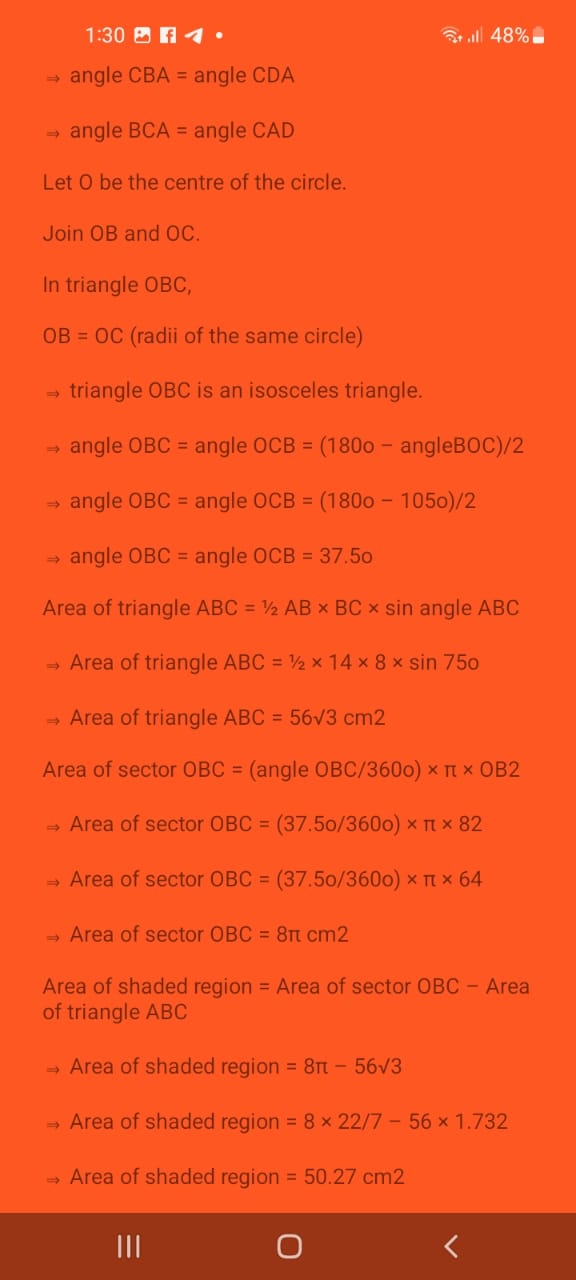 1:30
48%
⇒ angle CBA = angle CDA
⇒ angle BCA = angle CAD
Let O be the centre of the circle.
Join OB and OC.
In triangle OBC,
OB = OC (radii of the same circle)
⇒ triangle OBC is an isosceles triangle.
⇒ angle OBC = angle OCB = (180o − angleBOC)/2
⇒ angle OBC = angle OCB = (180o − 105o)/2
⇒ angle OBC = angle OCB = 37.5o
Area of triangle ABC = ½ AB × BC × sin angle ABC
⇒ Area of triangle ABC = ½ × 14 × 8 × sin 75o
⇒ Area of triangle ABC = 56√3 cm2
Area of sector OBC = (angle OBC/360o) × π × OB2
⇒ Area of sector OBC = (37.5o/360o) × π × 82
⇒ Area of sector OBC = (37.5o/360o) × π × 64
⇒ Area of sector OBC = 8π cm2
Area of shaded region = Area of sector OBC − Area
of triangle ABC
⇒ Area of shaded region = 8π − 56√3
⇒ Area of shaded region = 8 × 22/7 − 56 × 1.732
⇒ Area of shaded region = 50.27 cm2